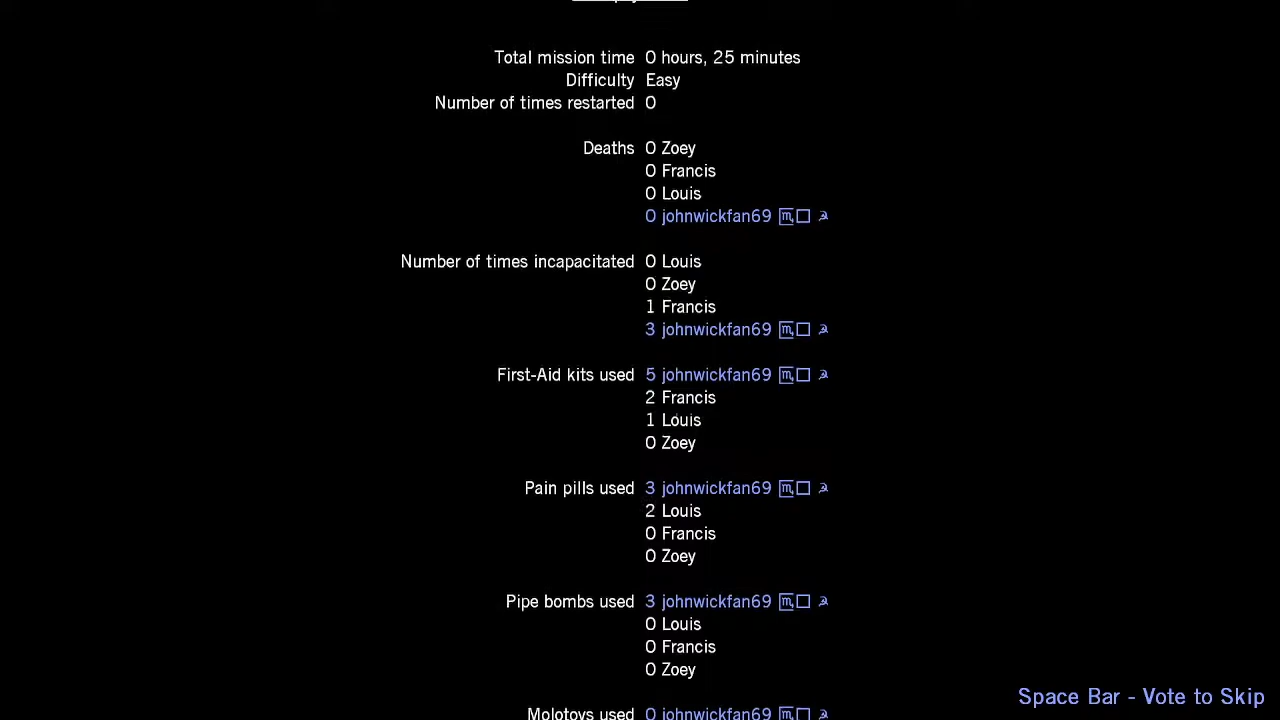 Total mission time 0 hours, 25 minutes
Difficulty Easy
Number of times restarted 0
Deaths 0 Zoey
0 Francis
0 Louis
0 johnwickfan69 ♏□ ☭
Number of times incapacitated 0 Louis
0 Zoey
1 Francis
3 johnwickfan69 ♏□ ☭
First-Aid kits used 5 johnwickfan69 ♏□ ☭
2 Francis
1 Louis
0 Zoey
Pain pills used 3 johnwickfan69 ♏□ ☭
2 Louis
0 Francis
0 Zoey
Pipe bombs used 3 johnwickfan69 ♏□ ☭
0 Louis
0 Francis
0 Zoey
Space Bar - Vote to Skip
Molotovs used 0 johnwickfan69 ♏□ ☭